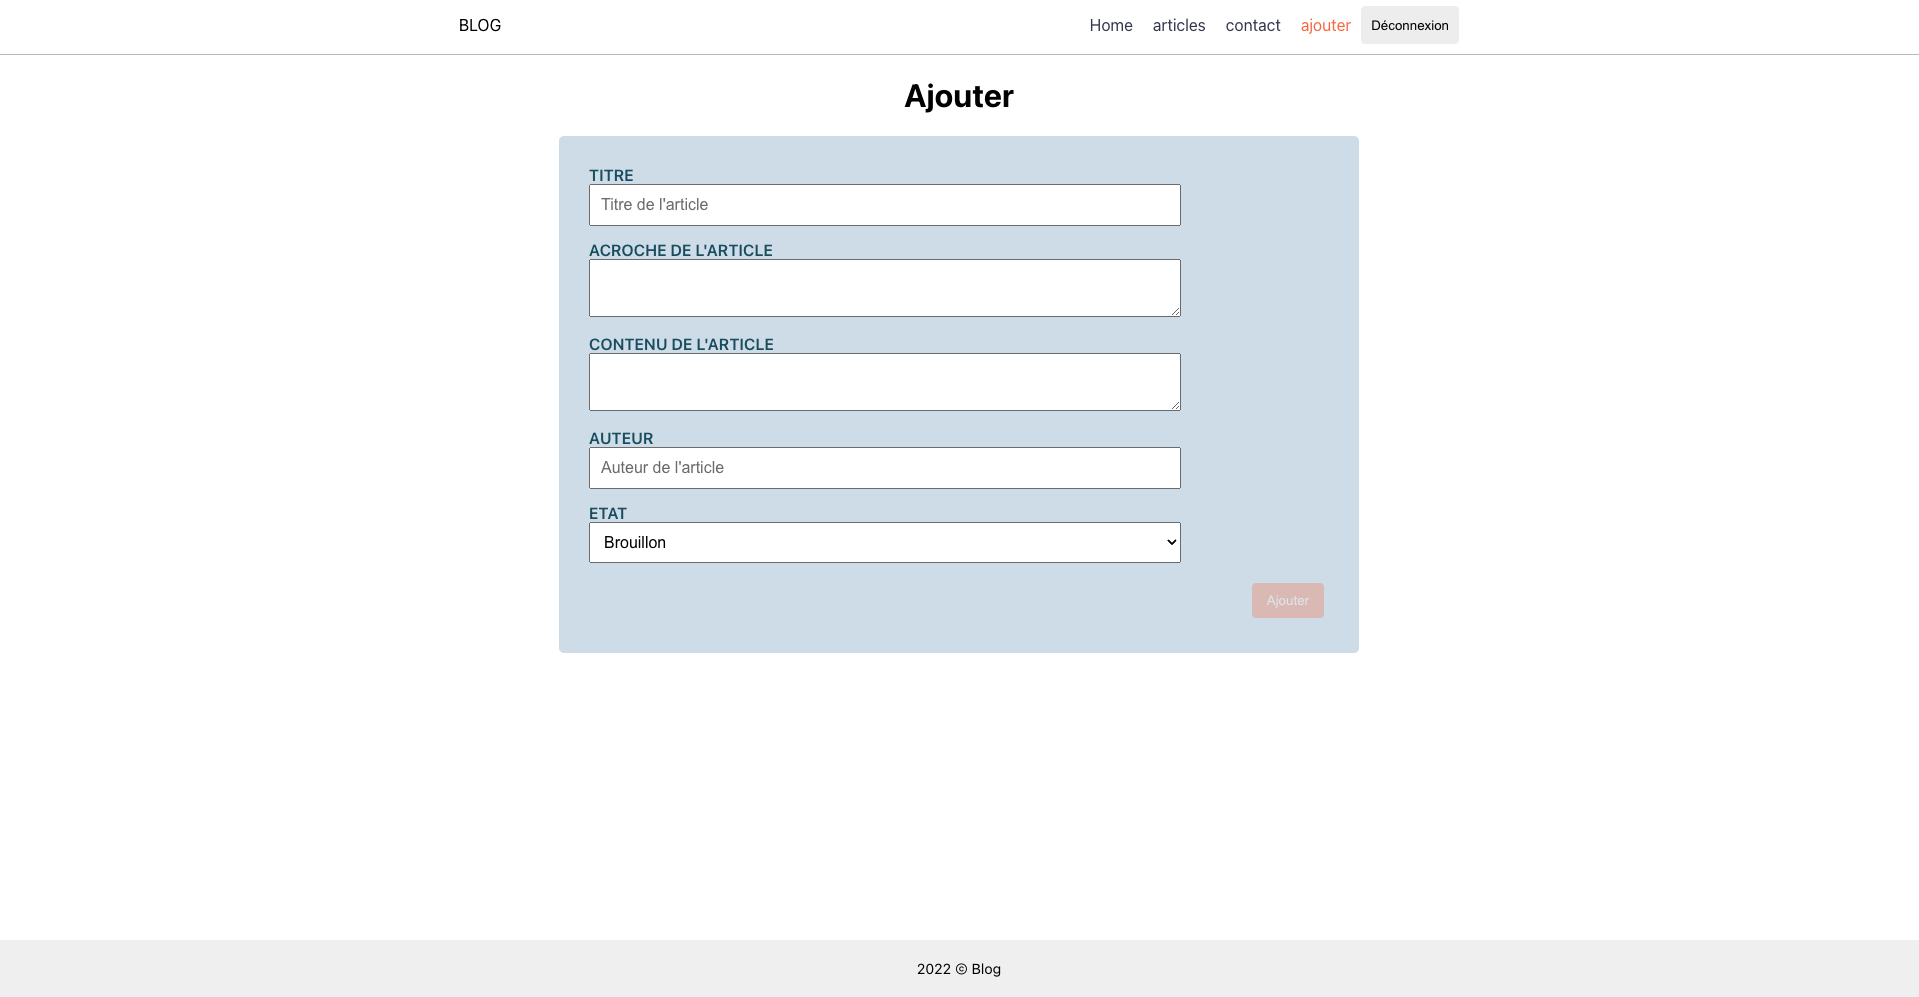 BLOG Home articles contact ajouter Déconnexion
Ajouter
TITRE
Titre de l'article
ACROCHE DE L'ARTICLE
CONTENU DE L'ARTICLE
AUTEUR
Auteur de l'article
ETAT
Brouillon
Ajouter
2022 © Blog